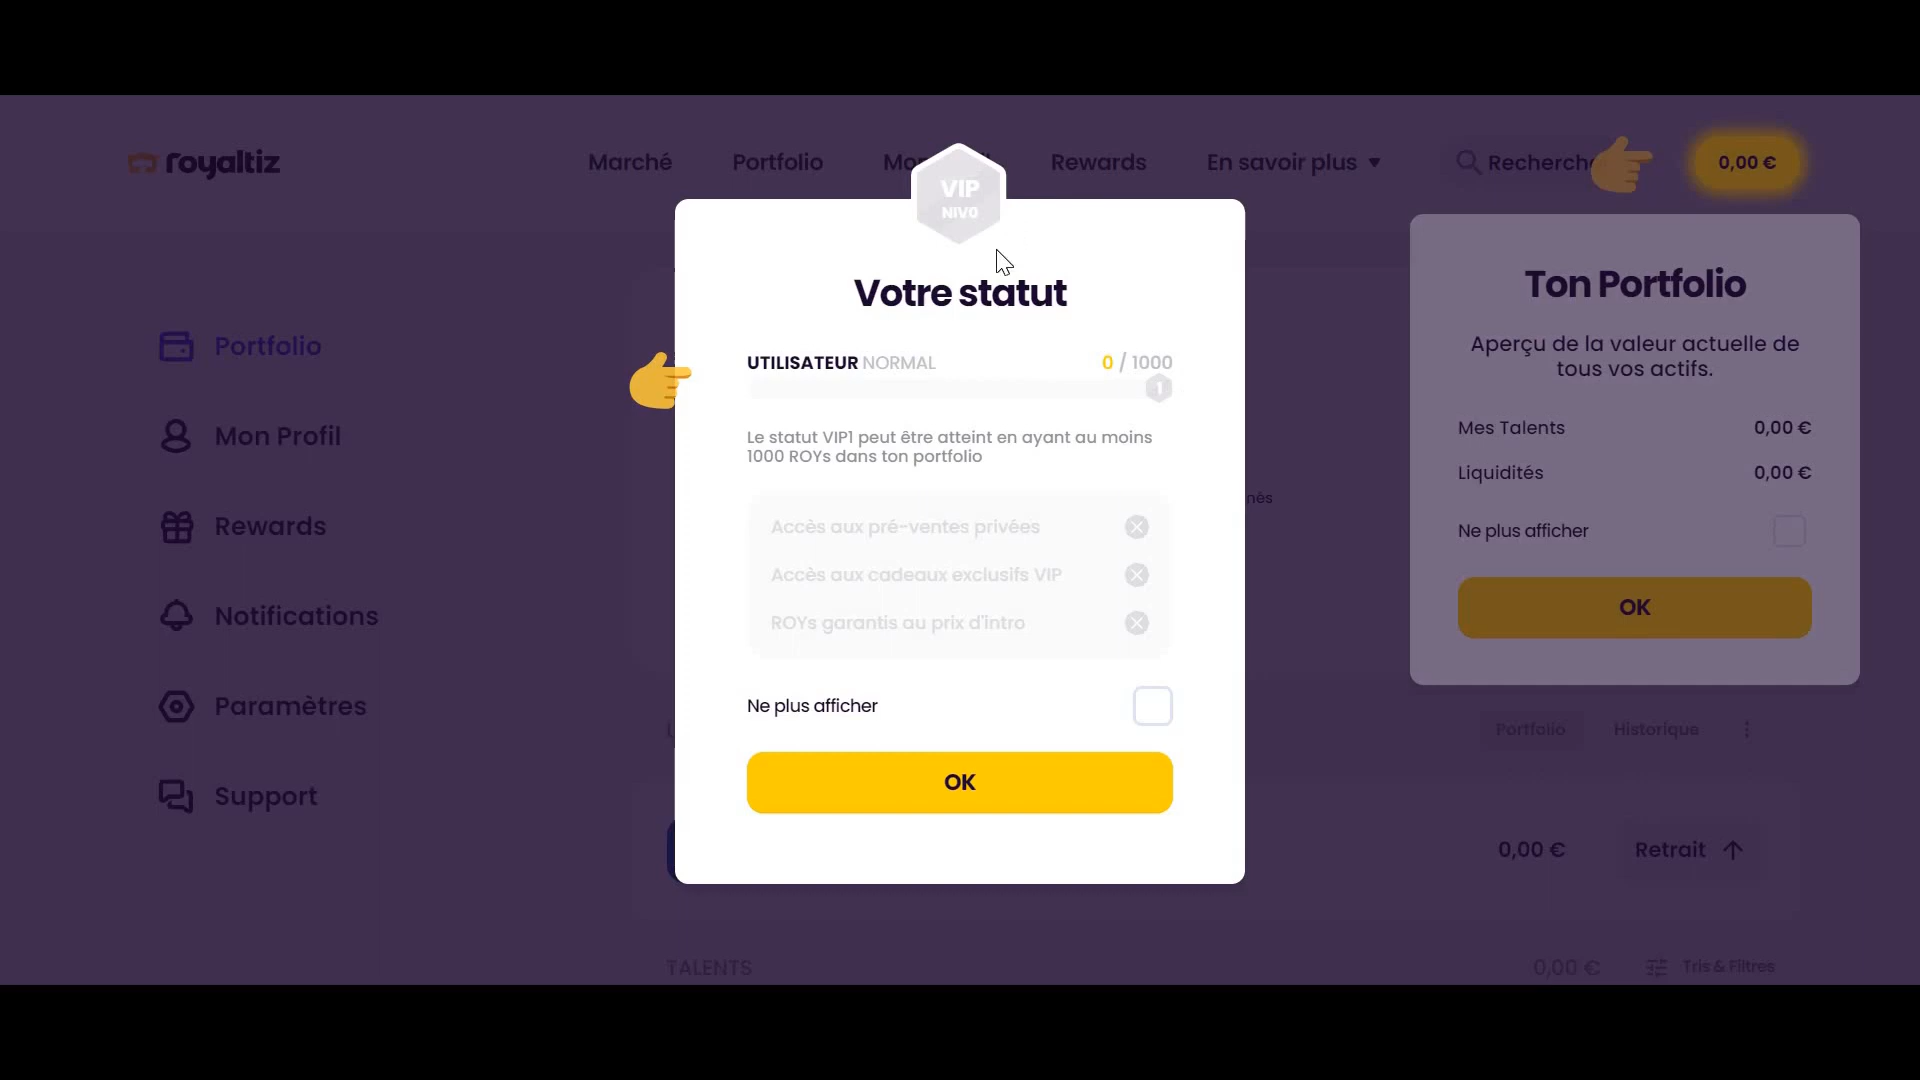 royaltiz
Marché
Portfolio
Mon
Rewards
En savoir plus
Recherche
0,00 €
VIP
NIV0
Votre statut
UTILISATEUR NORMAL
0 / 1000
1
Le statut VIP1 peut être atteint en ayant au moins
1000 ROYs dans ton portfolio
Accès aux pré-ventes privées
Accès aux cadeaux exclusifs VIP
ROYs garantis au prix d'intro
Ne plus afficher
OK
Portfolio
Mon Profil
Rewards
Notifications
Paramètres
Support
Ton Portfolio
Aperçu de la valeur actuelle de
tous vos actifs.
Mes Talents 0,00 €
Liquidités 0,00 €
Ne plus afficher
OK
nés
Portfolio
Historique
0,00 €
Retrait
TALENTS
0,00 €
Tris & Filtres